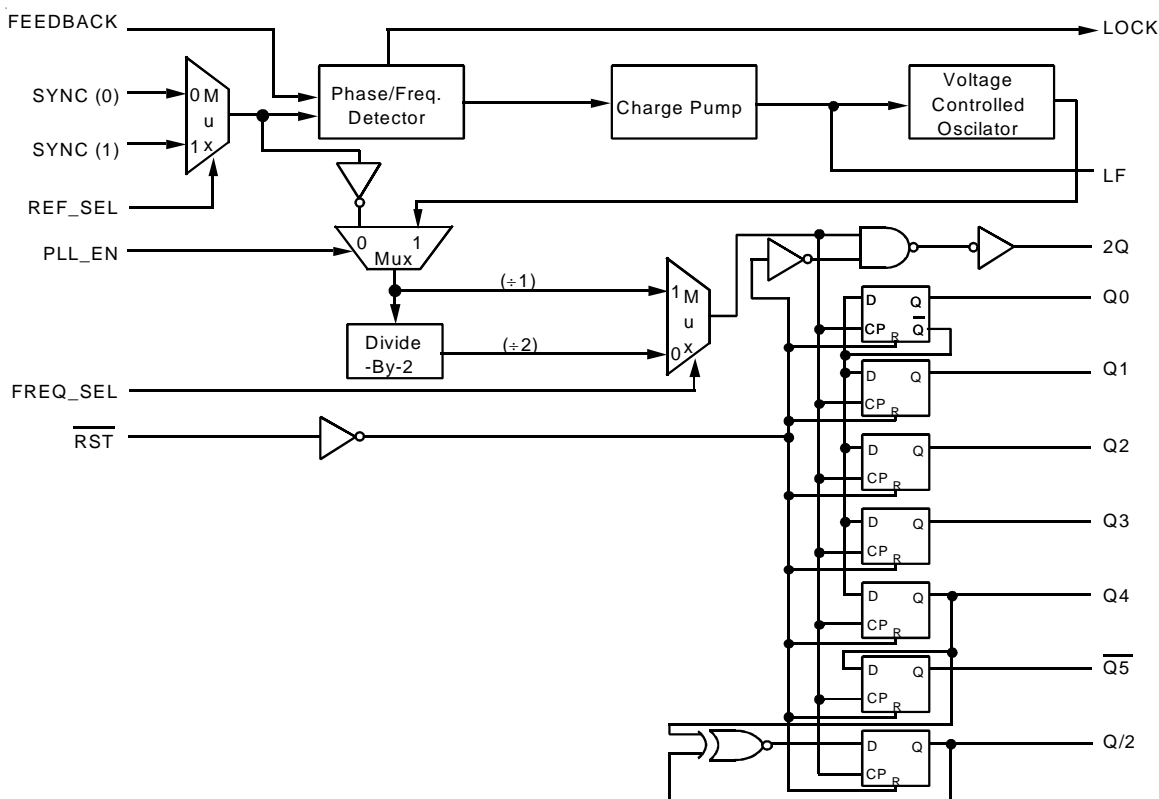 FEEDBACK
LOCK
SYNC (0)
0 M
u
1 x
SYNC (1)
Phase/Freq.
Detector
Charge Pump
Voltage
Controlled
Oscilator
LF
REF_SEL
PLL_EN
0 1
Mux
(÷1)
1 M
u
0 x
(÷2)
Divide
-By-2
FREQ_SEL
RST
2Q
D Q
CP R Q
Q0
D Q
CP R
Q1
D Q
CP R
Q2
D Q
CP R
Q3
D Q
CP R
Q4
D Q
CP R
Q5
D Q
CP R
Q/2